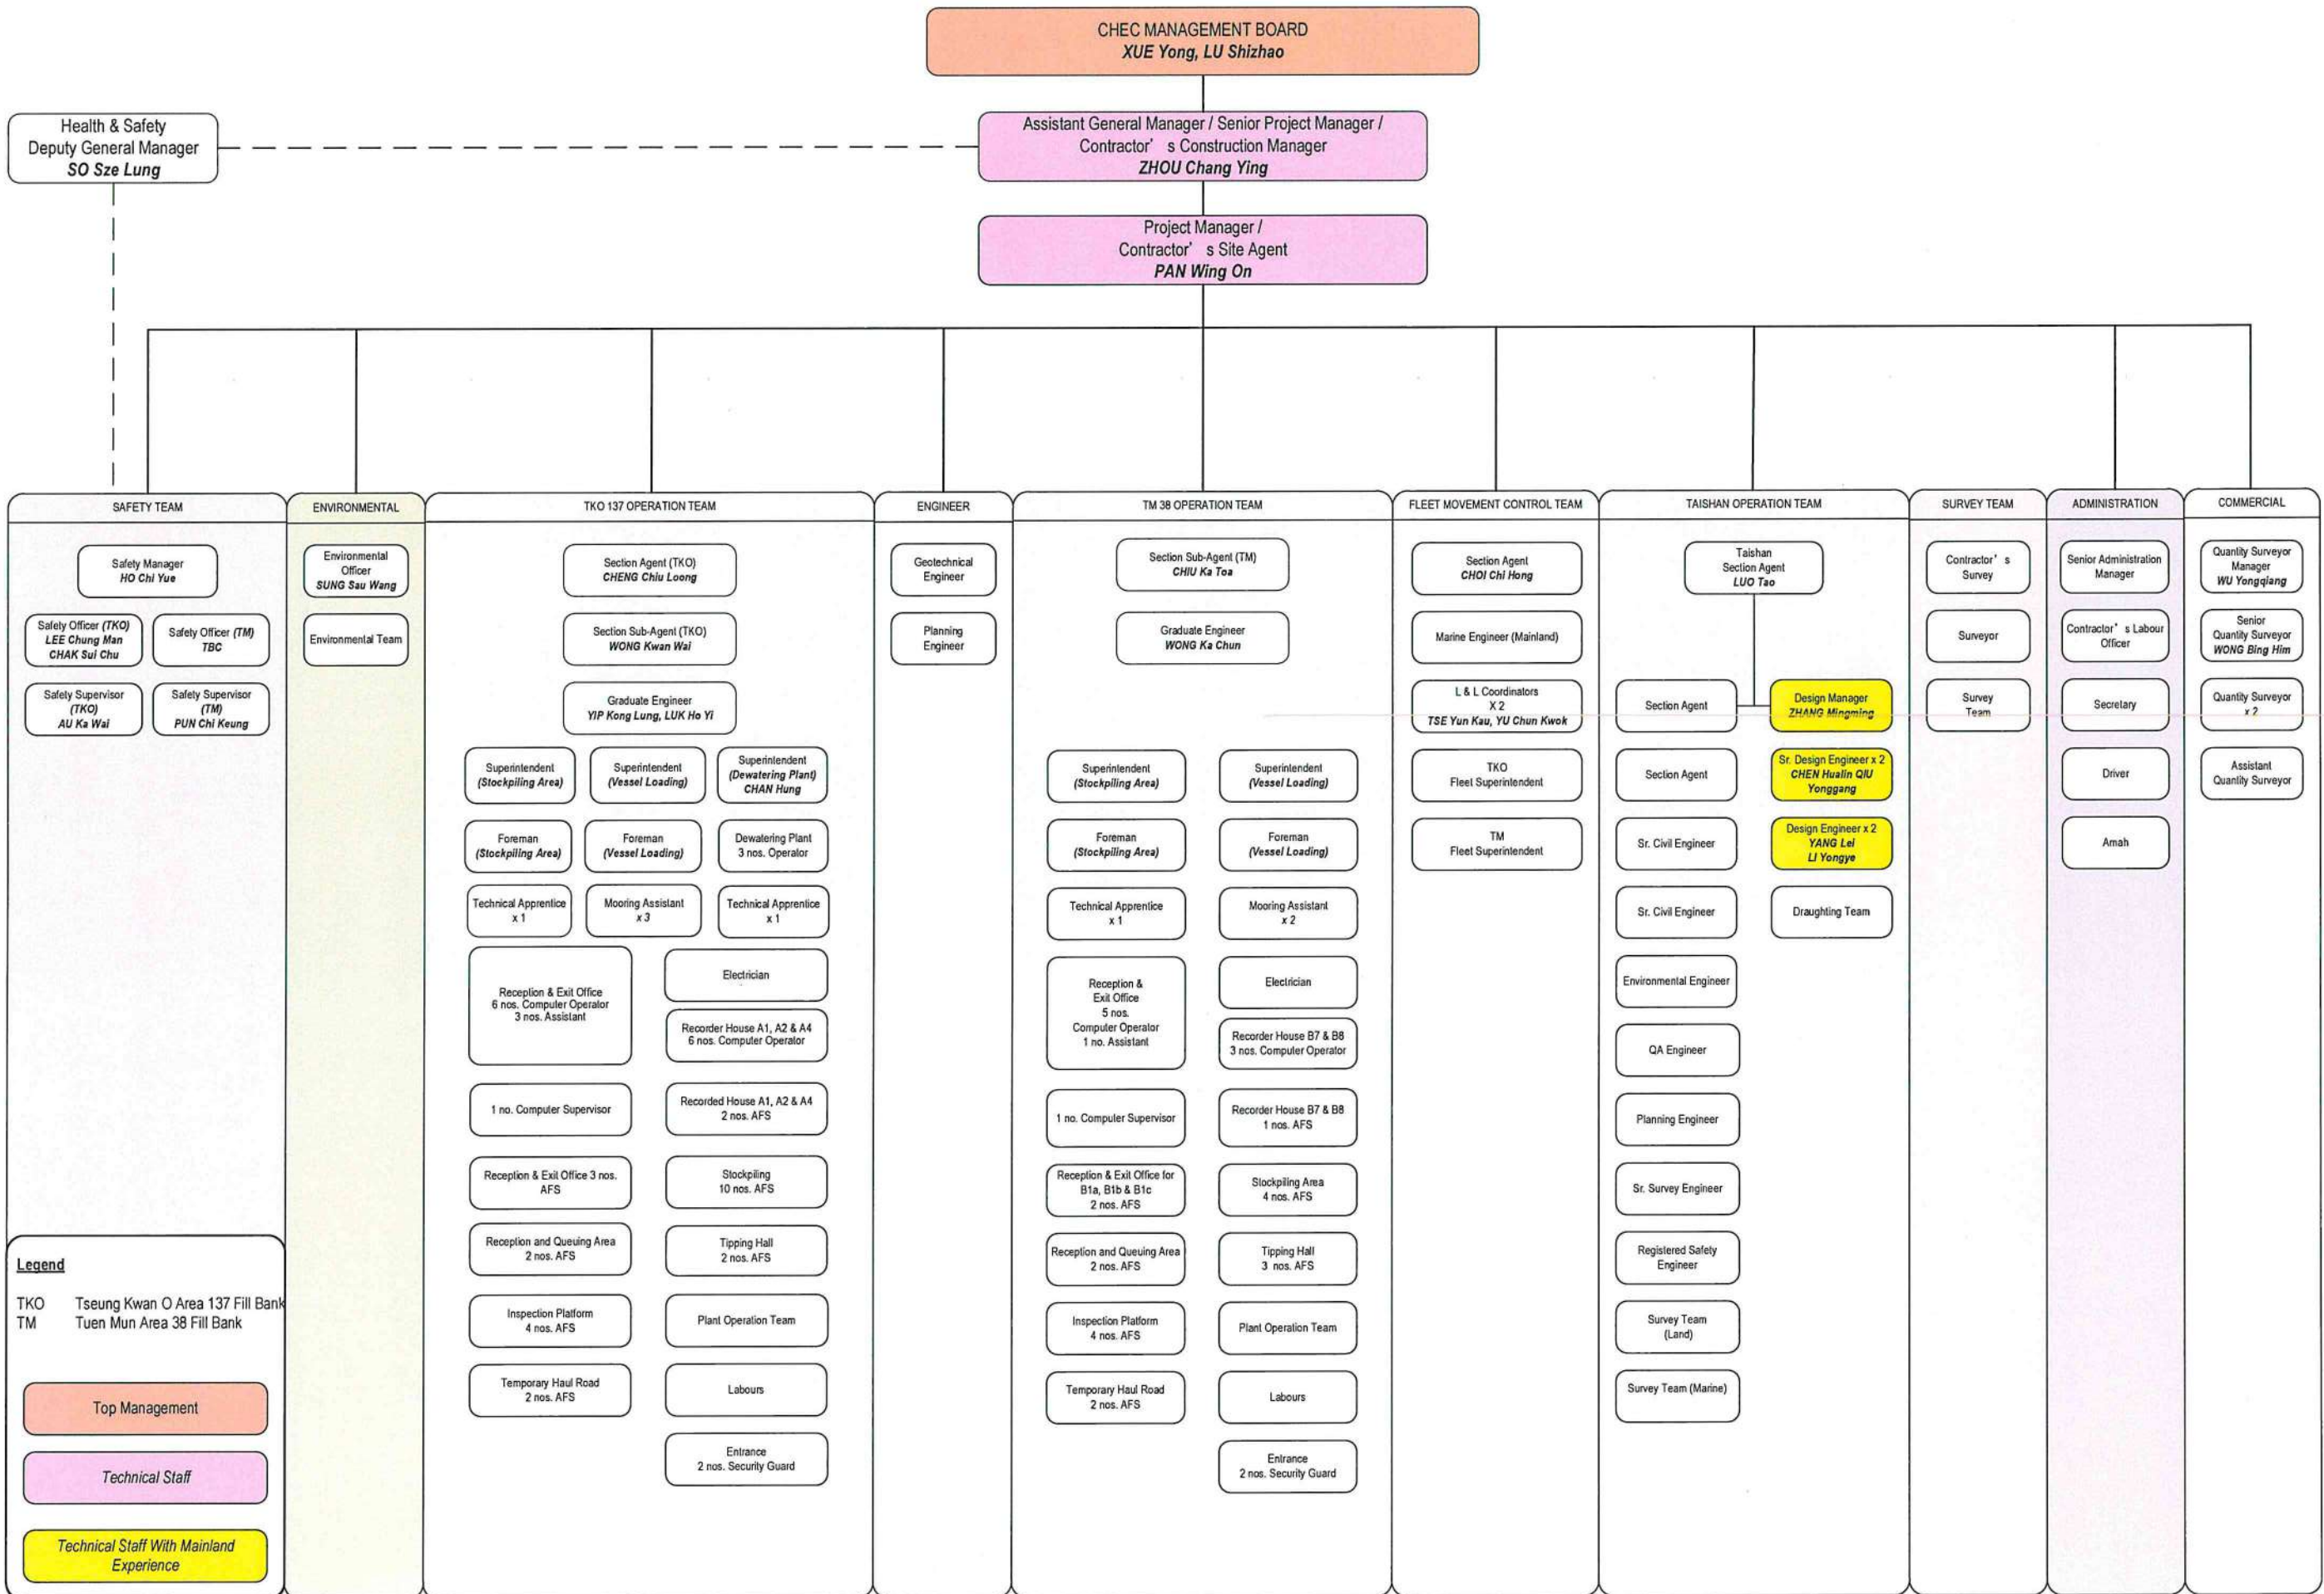 CHEC MANAGEMENT BOARD
XUE Yong, LU Shizhao
Health & Safety
Deputy General Manager
SO Sze Lung
Assistant General Manager / Senior Project Manager /
Contractor’ s Construction Manager
ZHOU Chang Ying
Project Manager /
Contractor’ s Site Agent
PAN Wing On
SAFETY TEAM
Safety Manager
HO Chi Yue
Safety Officer (TKO)
LEE Chung Man
CHAK Sui Chu
Safety Officer (TM)
TBC
Safety Supervisor
(TKO)
AU Ka Wai
Safety Supervisor
(TM)
PUN Chi Keung
ENVIRONMENTAL
Environmental
Officer
SUNG Sau Wang
Environmental Team
TKO 137 OPERATION TEAM
Section Agent (TKO)
CHENG Chiu Loong
Section Sub-Agent (TKO)
WONG Kwan Wai
Graduate Engineer
YIP Kong Lung, LUK Ho Yi
Superintendent
(Stockpiling Area)
Superintendent
(Vessel Loading)
Superintendent
(Dewatering Plant)
CHAN Hung
Foreman
(Stockpiling Area)
Foreman
(Vessel Loading)
Dewatering Plant
3 nos. Operator
Technical Apprentice
x 1
Mooring Assistant
x 3
Technical Apprentice
x 1
Reception & Exit Office
6 nos. Computer Operator
3 nos. Assistant
Electrician
Recorder House A1, A2 & A4
6 nos. Computer Operator
1 no. Computer Supervisor
Recorded House A1, A2 & A4
2 nos. AFS
Reception & Exit Office 3 nos.
AFS
Stockpiling
10 nos. AFS
Reception and Queuing Area
2 nos. AFS
Tipping Hall
2 nos. AFS
Inspection Platform
4 nos. AFS
Plant Operation Team
Temporary Haul Road
2 nos. AFS
Labours
Entrance
2 nos. Security Guard
ENGINEER
Geotechnical
Engineer
Planning
Engineer
TM 38 OPERATION TEAM
Section Sub-Agent (TM)
CHIU Ka Toa
Graduate Engineer
WONG Ka Chun
Superintendent
(Stockpiling Area)
Superintendent
(Vessel Loading)
Foreman
(Stockpiling Area)
Foreman
(Vessel Loading)
Technical Apprentice
x 1
Mooring Assistant
x 2
Reception &
Exit Office
5 nos.
Computer Operator
1 no. Assistant
Electrician
Recorder House B7 & B8
3 nos. Computer Operator
1 no. Computer Supervisor
Recorder House B7 & B8
1 nos. AFS
Reception & Exit Office for
B1a, B1b & B1c
2 nos. AFS
Stockpiling Area
4 nos. AFS
Reception and Queuing Area
2 nos. AFS
Tipping Hall
3 nos. AFS
Inspection Platform
4 nos. AFS
Plant Operation Team
Temporary Haul Road
2 nos. AFS
Labours
Entrance
2 nos. Security Guard
FLEET MOVEMENT CONTROL TEAM
Section Agent
CHOI Chi Hong
Marine Engineer (Mainland)
L & L Coordinators
X 2
TSE Yun Kau, YU Chun Kwok
TKO
Fleet Superintendent
TM
Fleet Superintendent
TAISHAN OPERATION TEAM
Taishan
Section Agent
LUO Tao
Section Agent
Design Manager
ZHANG Mingming
Section Agent
Sr. Design Engineer x 2
CHEN Hualin QIU
Yonggang
Sr. Civil Engineer
Design Engineer x 2
YANG Lei
LI Yongye
Sr. Civil Engineer
Draughting Team
Environmental Engineer
QA Engineer
Planning Engineer
Sr. Survey Engineer
Registered Safety
Engineer
Survey Team
(Land)
Survey Team (Marine)
SURVEY TEAM
Contractor’ s
Survey
Surveyor
Survey
Team
ADMINISTRATION
Senior Administration
Manager
Contractor’ s Labour
Officer
Secretary
Driver
Amah
COMMERCIAL
Quantity Surveyor
Manager
WU Yongqiang
Senior
Quantity Surveyor
WONG Bing Him
Quantity Surveyor
x 2
Assistant
Quantity Surveyor
Legend
TKO Tseung Kwan O Area 137 Fill Bank
TM Tuen Mun Area 38 Fill Bank
Top Management
Technical Staff
Technical Staff With Mainland
Experience